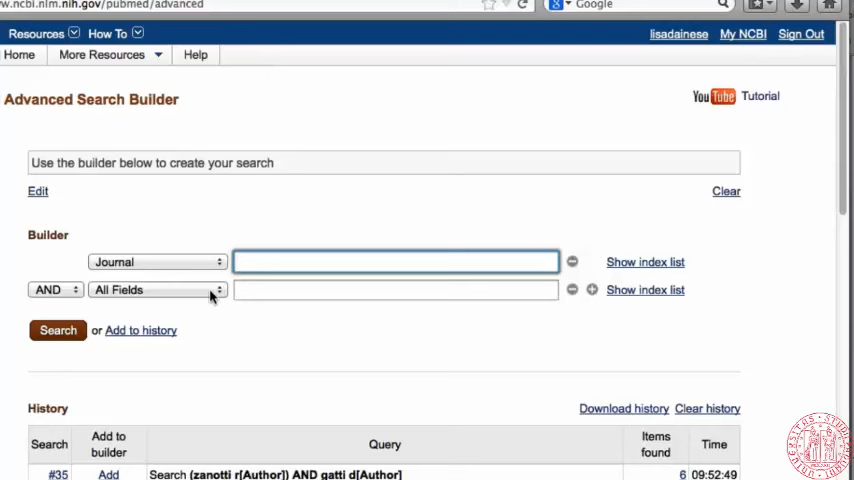 w.ncbi.nlm.nih.gov/pubmed/advanced
Google
Resources How To lisadainese My NCBI Sign Out
Home More Resources Help
Advanced Search Builder
You Tube Tutorial
Use the builder below to create your search
Edit Clear
Builder
Journal Show index list
AND All Fields Show index list
Search or Add to history
History Download history Clear history
Search Add to builder Query Items found Time
#35 Add Search (zanotti r[Author]) AND gatti d[Author] 6 09:52:49